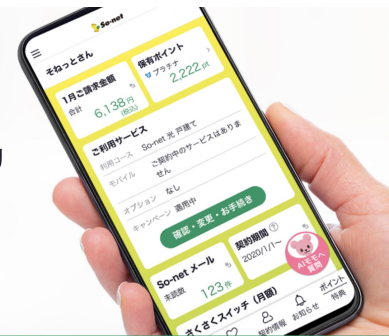 So-net
そねっとさん
1月ご請求金額
合計 6,138 円
(税込)
保有ポイント
プラチナ
2,222 pt
ご利用サービス
利用コース So-net 光 戸建て
モバイル ご契約中のサービスはありま
せん
オプション なし
キャンペーン 適用中
確認・変更・お手続き
So-net メール
未読数 123 件
契約期間
2020/1/1〜
AIモモへ
質問
さくさくスイッチ（月額）
契約情報
お知らせ
ポイント
特典